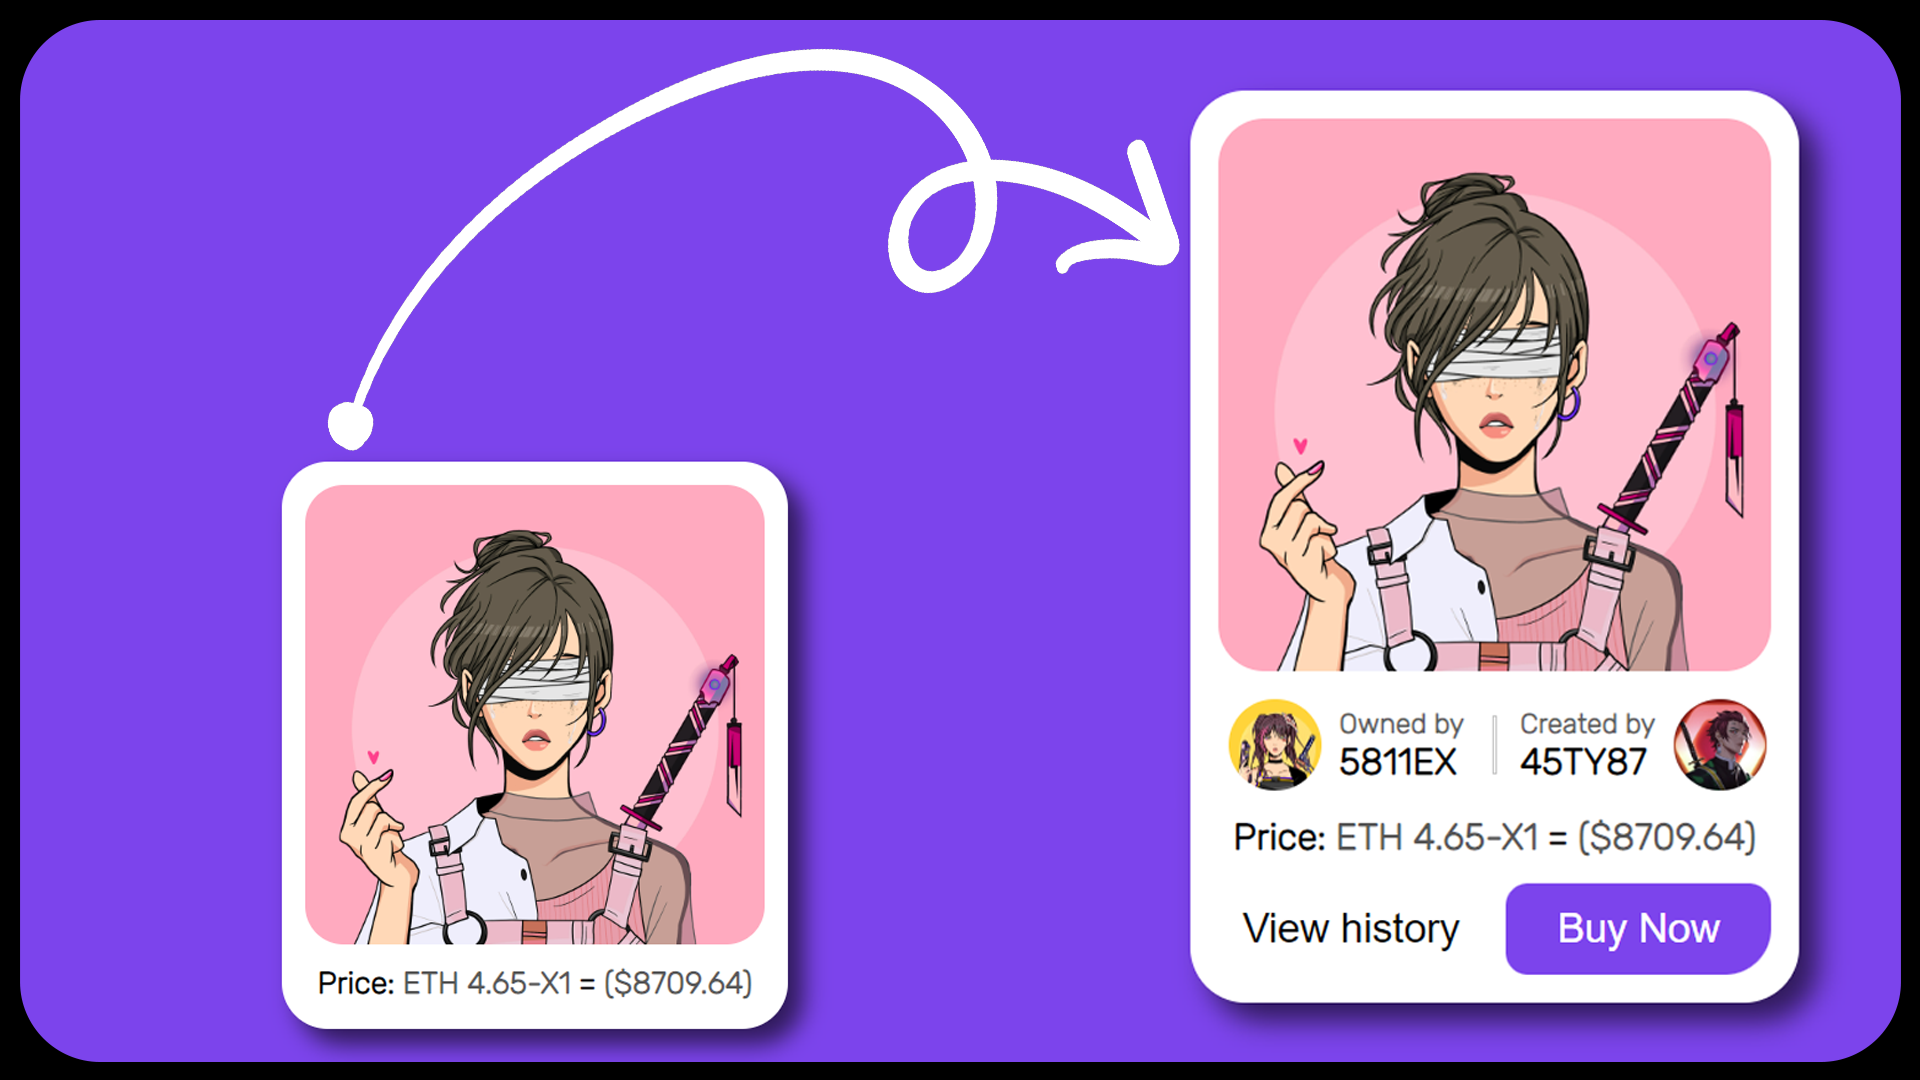 Price: ETH 4.65-X1 = ($8709.64)
Owned by
5811EX
Created by
45TY87
Price: ETH 4.65-X1 = ($8709.64)
View history
Buy Now